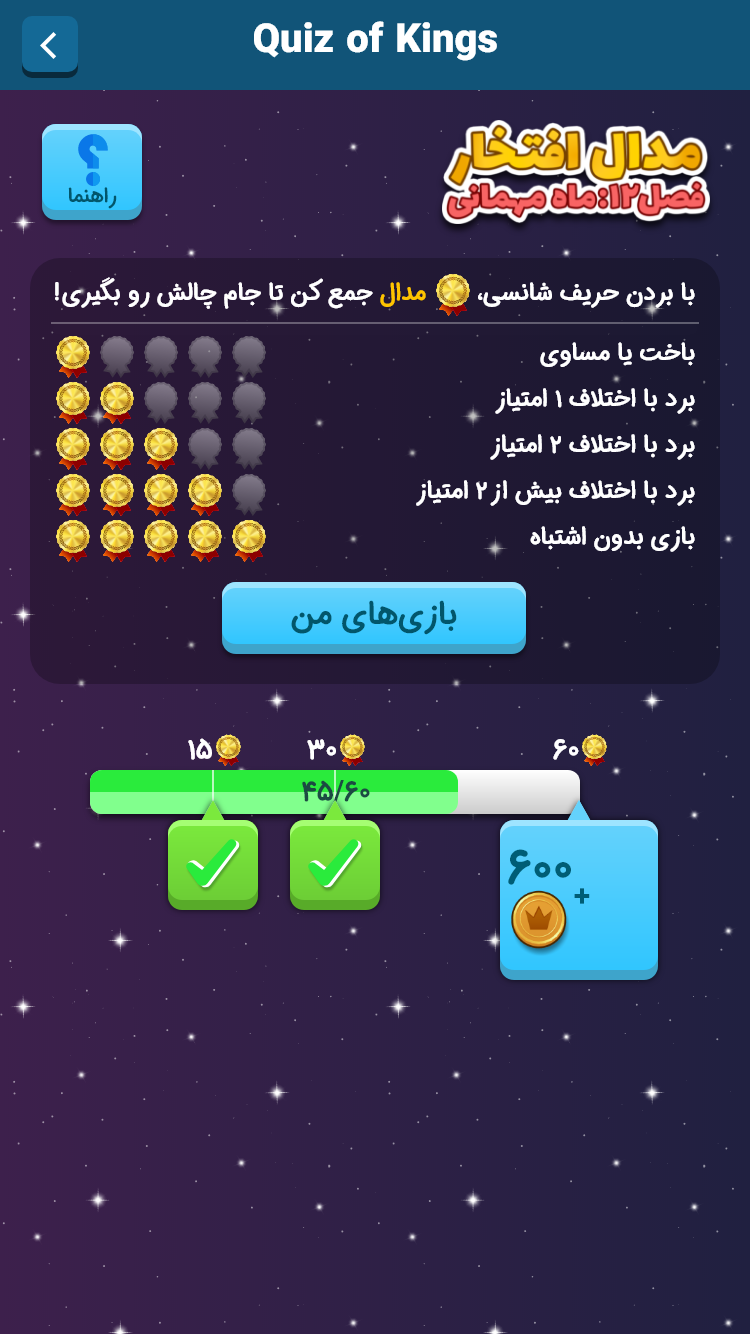 Quiz of Kings
مدال افتخار
فصل۱۲:ماه مهمانی
راهنما
با بردن حریف شانسی، مدال جمع کن تا جام چالش رو بگیری!
باخت یا مساوی
برد با اختلاف ۱ امتیاز
برد با اختلاف ۲ امتیاز
برد با اختلاف بیش از ۲ امتیاز
بازی بدون اشتباه
بازی‌های من
۱۵
۳۰
۶۰
۴۵/۶۰
۶۰۰
+